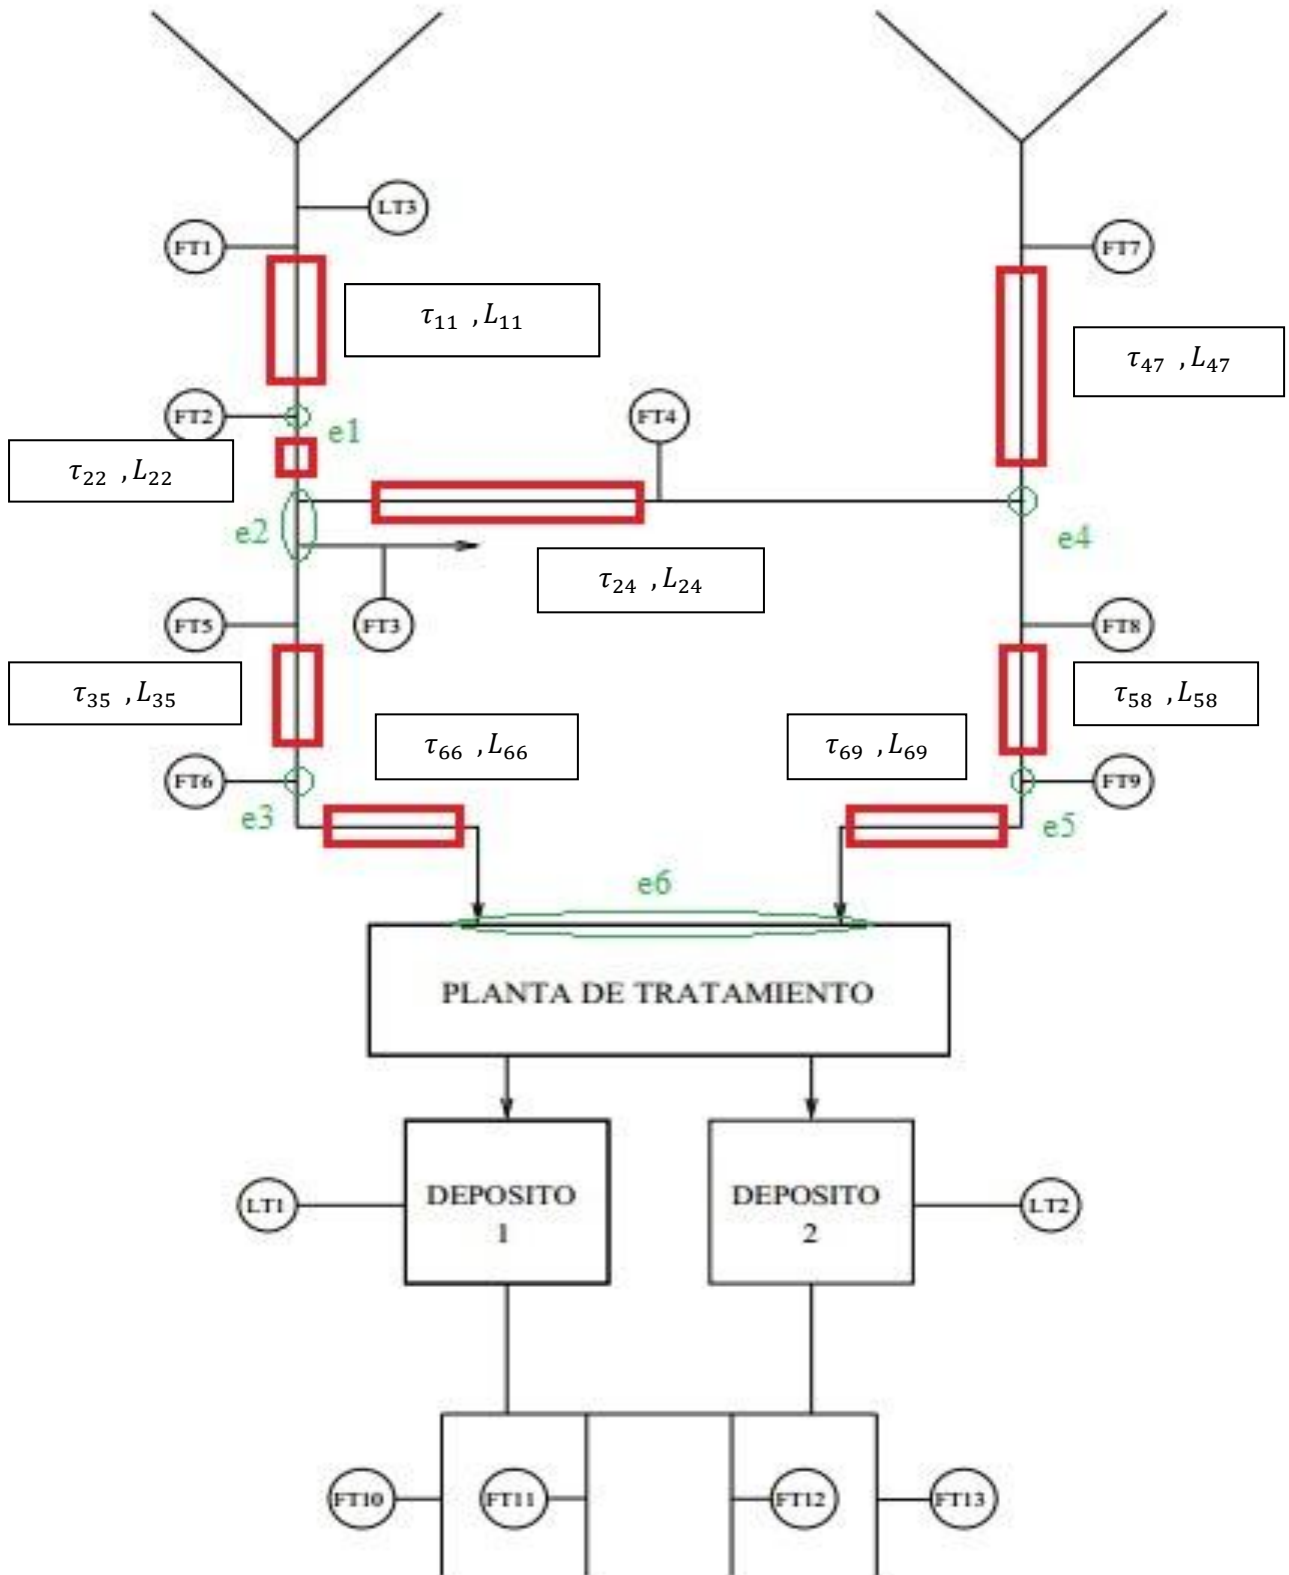 LT3
FT1
FT7
τ₁₁ , L₁₁
τ₄₇ , L₄₇
FT2
e1
FT4
τ₂₂ , L₂₂
e2
e4
τ₂₄ , L₂₄
FT5
FT3
FT8
τ₃₅ , L₃₅
τ₅₈ , L₅₈
τ₆₆ , L₆₆
τ₆₉ , L₆₉
FT6
FT9
e3
e5
e6
PLANTA DE TRATAMIENTO
LT1
DEPOSITO
1
DEPOSITO
2
LT2
FT10
FT11
FT12
FT13